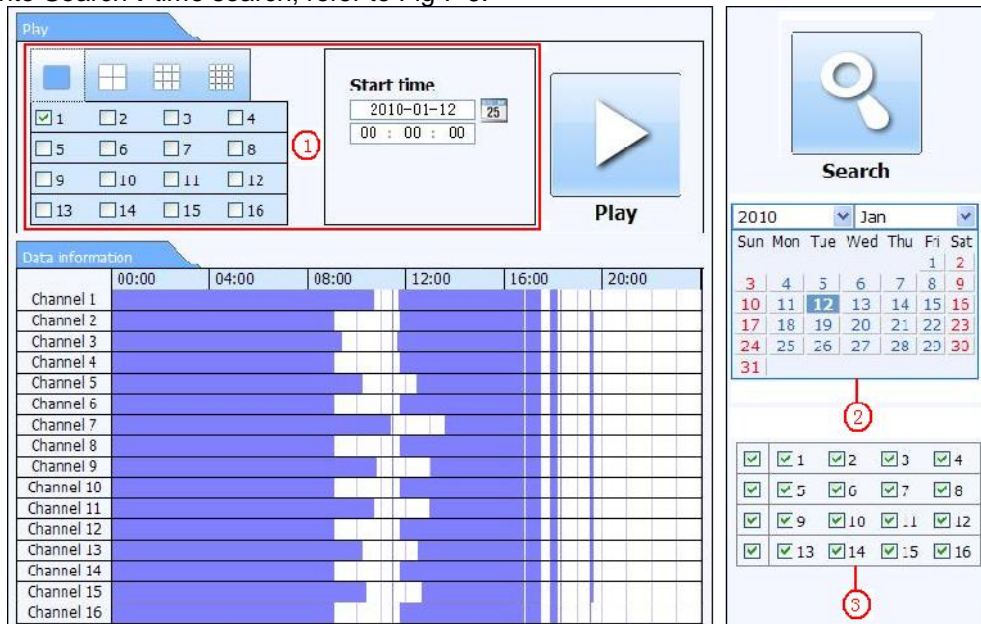 Search time search, refer to Fig
Play
1 2 3 4
5 6 7 8
9 10 11 12
13 14 15 16
1
Start time
2010-01-12 25
00 : 00 : 00
Play
Data information
00:00 04:00 08:00 12:00 16:00 20:00
Channel 1
Channel 2
Channel 3
Channel 4
Channel 5
Channel 6
Channel 7
Channel 8
Channel 9
Channel 10
Channel 11
Channel 12
Channel 13
Channel 14
Channel 15
Channel 16
Search
2010 Jan
Sun Mon Tue Wed Thu Fri Sat
1 2
3 4 5 6 7 8 9
10 11 12 13 14 15 16
17 18 19 20 21 22 23
24 25 26 27 28 29 30
31
2
1 2 3 4
5 6 7 8
9 10 11 12
13 14 15 16
3